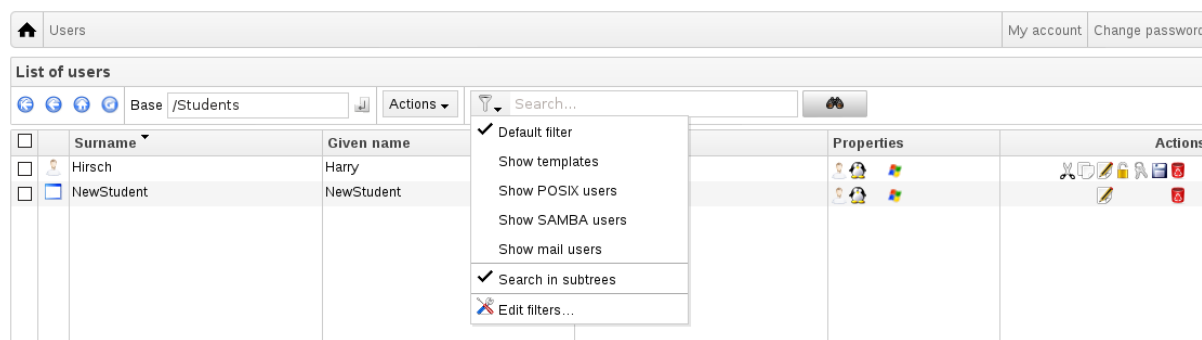 Users My account Change password
List of users
Base /Students Actions Search...
Surname Given name Properties Actions
Default filter
Show templates
Show POSIX users
Show SAMBA users
Show mail users
Search in subtrees
Edit filters...
Hirsch Harry
NewStudent NewStudent